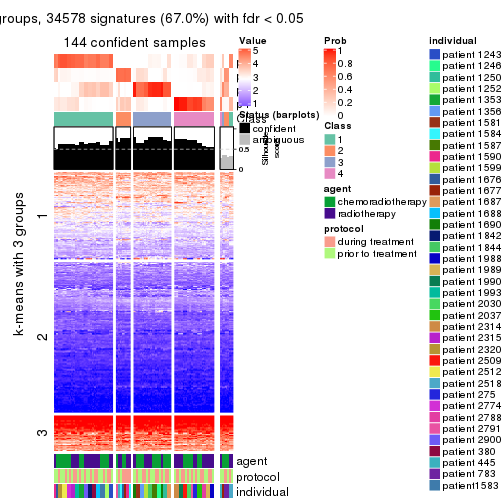 groups, 34578 signatures (67.0%) with fdr < 0.05
144 confident samples
k-means with 3 groups
1
2
3
p
Class
1
0.5
0
Silhouette
score
agent
protocol
individual
Value
5
4
3
2
1
Status (barplots)
confident
ambiguous
Prob
1
0.8
0.6
0.4
0.2
0
Class
1
2
3
4
agent
chemoradiotherapy
radiotherapy
protocol
during treatment
prior to treatment
individual
patient 1243
patient 1246
patient 1250
patient 1252
patient 1353
patient 1356
patient 1581
patient 1584
patient 1587
patient 1590
patient 1599
patient 1676
patient 1677
patient 1687
patient 1688
patient 1690
patient 1842
patient 1844
patient 1988
patient 1989
patient 1990
patient 1993
patient 2030
patient 2037
patient 2314
patient 2315
patient 2320
patient 2509
patient 2512
patient 2518
patient 275
patient 2774
patient 2788
patient 2791
patient 2900
patient 380
patient 445
patient 783
patient1583